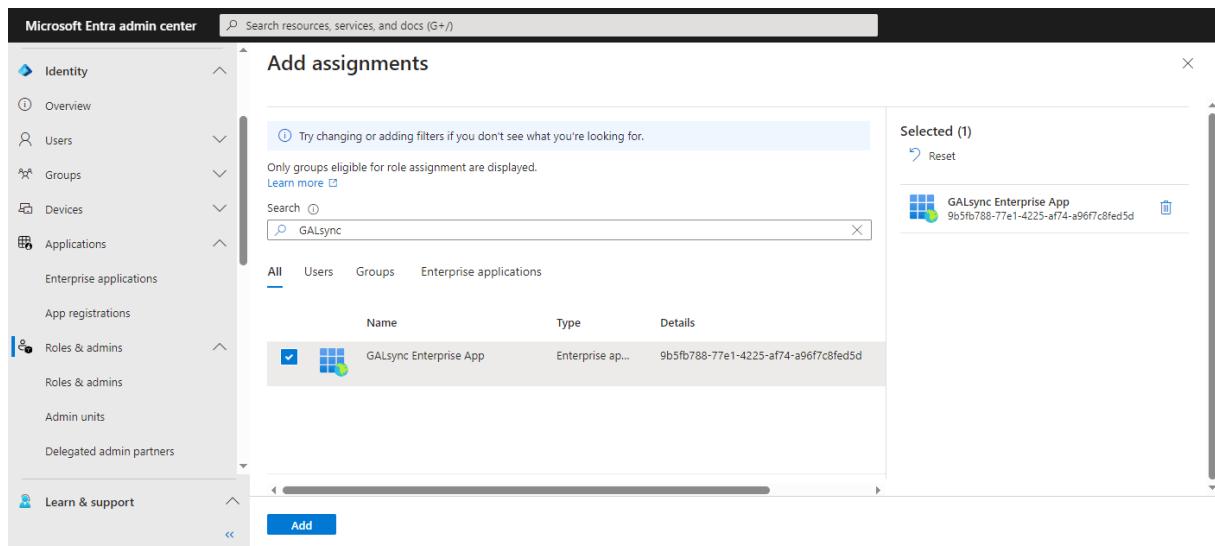 Microsoft Entra admin center
Search resources, services, and docs (G+/)
Identity
Overview
Users
Groups
Devices
Applications
Enterprise applications
App registrations
Roles & admins
Roles & admins
Admin units
Delegated admin partners
Learn & support
«
Add assignments
Try changing or adding filters if you don't see what you're looking for.
Only groups eligible for role assignment are displayed.
Learn more
Search
GALsync
All Users Groups Enterprise applications
Name Type Details
GALsync Enterprise App Enterprise ap... 9b5fb788-77e1-4225-af74-a96f7c8fed5d
Add
Selected (1)
Reset
GALsync Enterprise App
9b5fb788-77e1-4225-af74-a96f7c8fed5d